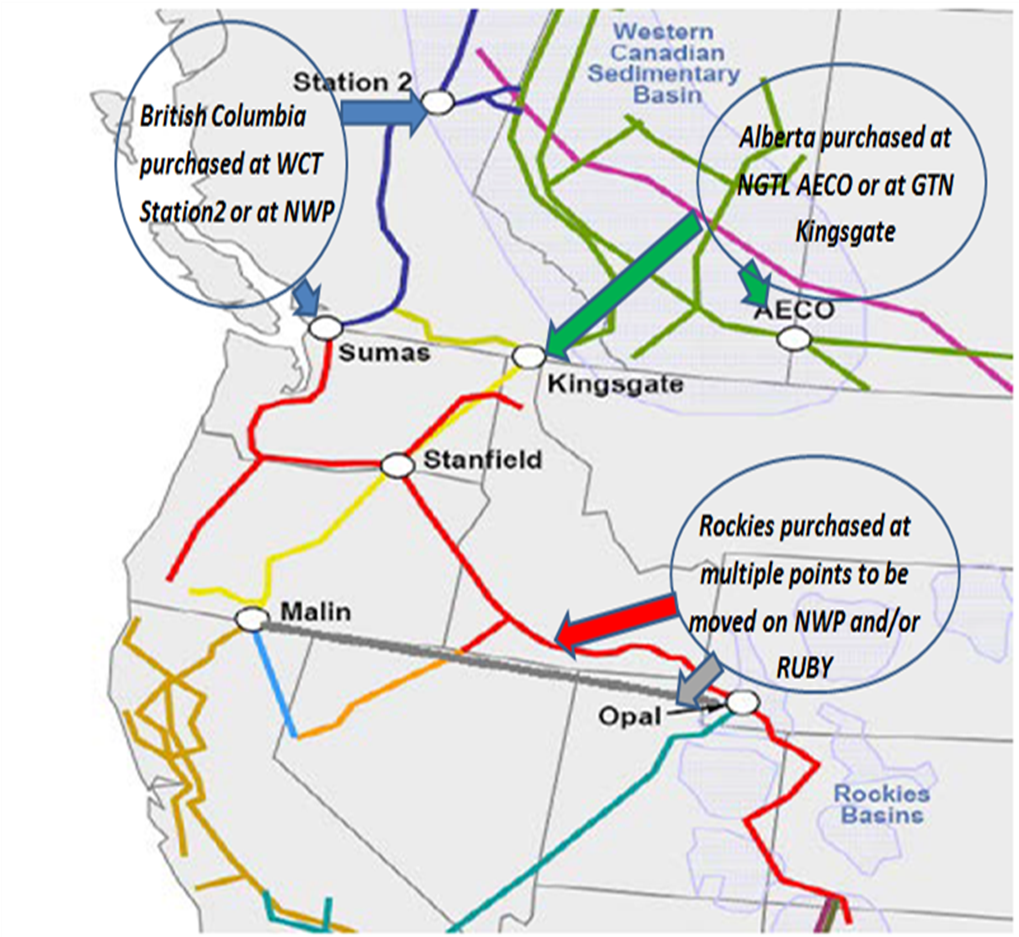 Western
Canadian
Sedimentary
Basin
Station 2
British Columbia
purchased at WCT
Station2 or at NWP
Alberta purchased at
NGTL AECO or at GTN
Kingsgate
AECO
Sumas
Kingsgate
Stanfield
Rockies purchased at
multiple points to be
moved on NWP and/or
RUBY
Malin
Opal
Rockies
Basins